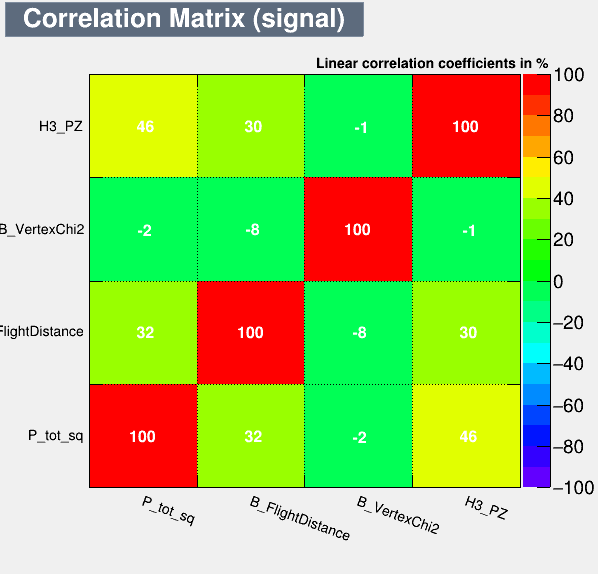 Correlation Matrix (signal)
Linear correlation coefficients in %
H3_PZ 46 30 -1 100
B_VertexChi2 -2 -8 100 -1
FlightDistance 32 100 -8 30
P_tot_sq 100 32 -2 46
P_tot_sq B_FlightDistance B_VertexChi2 H3_PZ
100
80
60
40
20
0
−20
−40
−60
−80
−100